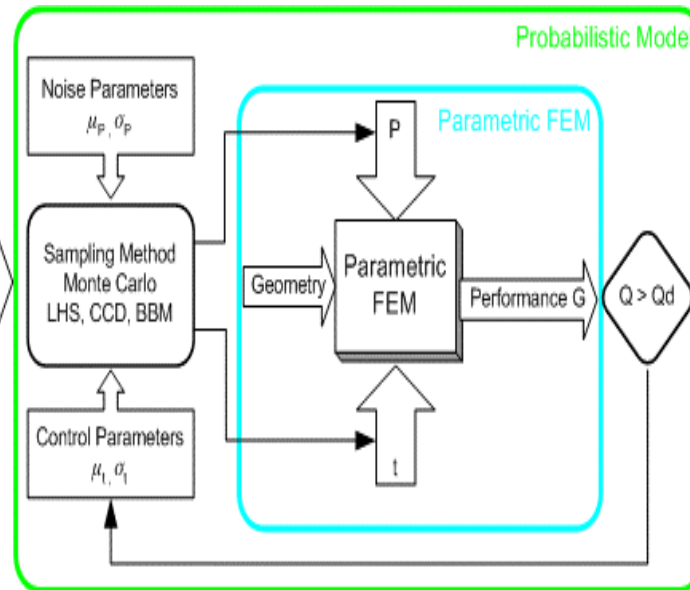 Probabilistic Mode
Noise Parameters
μP, σP
Parametric FEM
P
Sampling Method
Monte Carlo
LHS, CCD, BBM
Geometry
Parametric
FEM
Performance G
Q > Qd
Control Parameters
μt, σt
t